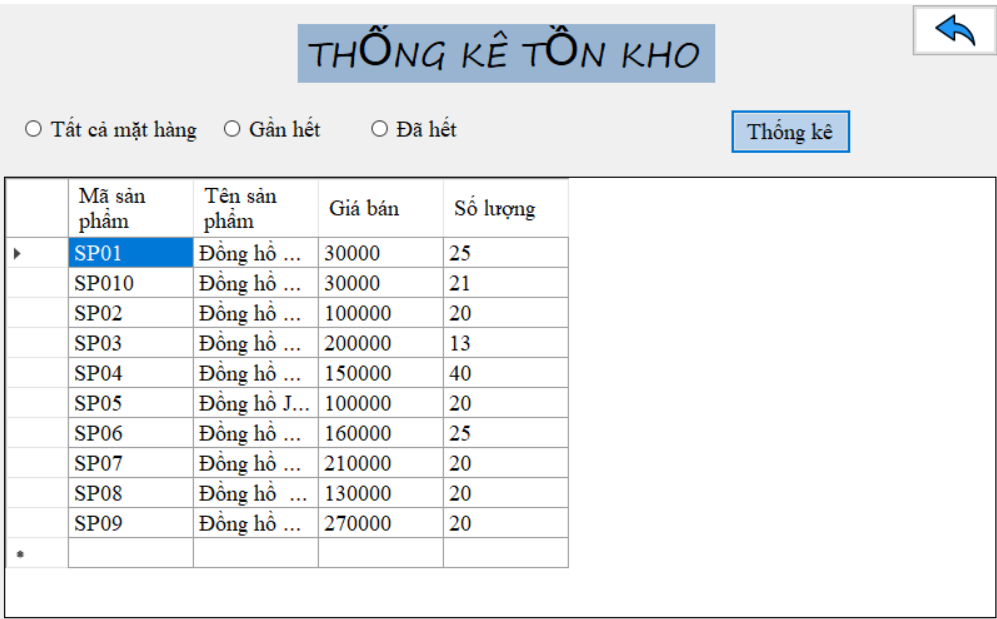 THỐNG KÊ TỒN KHO
Tất cả mặt hàng Gần hết Đã hết Thống kê
Mã sản phẩm Tên sản phẩm Giá bán Số lượng
SP01 Đồng hồ ... 30000 25
SP010 Đồng hồ ... 30000 21
SP02 Đồng hồ ... 100000 20
SP03 Đồng hồ ... 200000 13
SP04 Đồng hồ ... 150000 40
SP05 Đồng hồ J... 100000 20
SP06 Đồng hồ ... 160000 25
SP07 Đồng hồ ... 210000 20
SP08 Đồng hồ ... 130000 20
SP09 Đồng hồ ... 270000 20